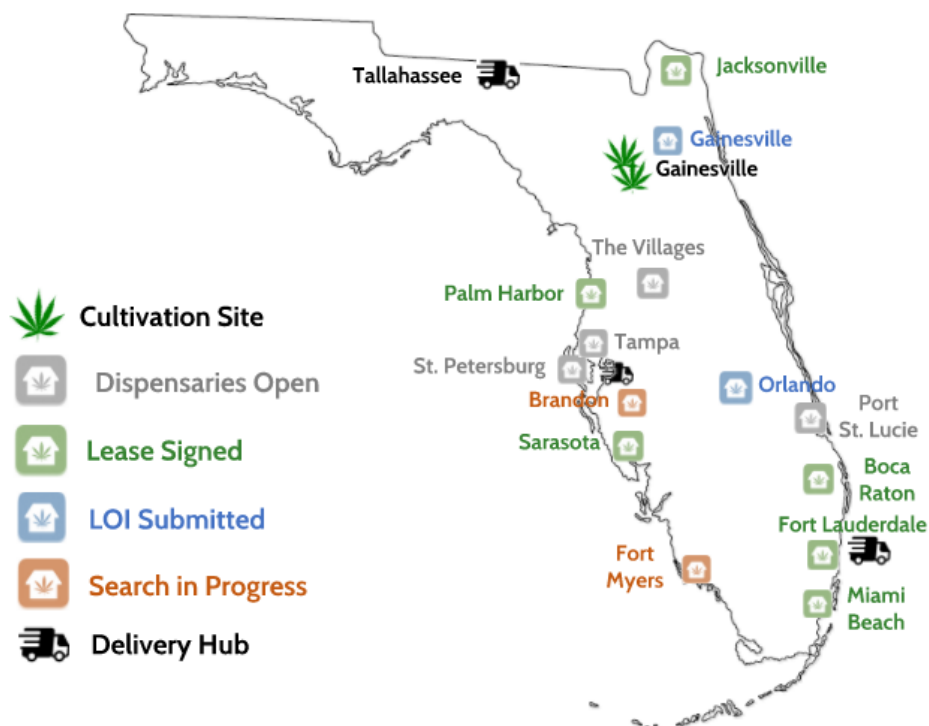 Jacksonville
Tallahassee
Gainesville
Gainesville
The Villages
Palm Harbor
Cultivation Site
Tampa
St. Petersburg
Dispensaries Open
Orlando
Brandon
Port
St. Lucie
Sarasota
Lease Signed
Boca
Raton
LOI Submitted
Fort Lauderdale
Fort
Myers
Search in Progress
Miami
Beach
Delivery Hub